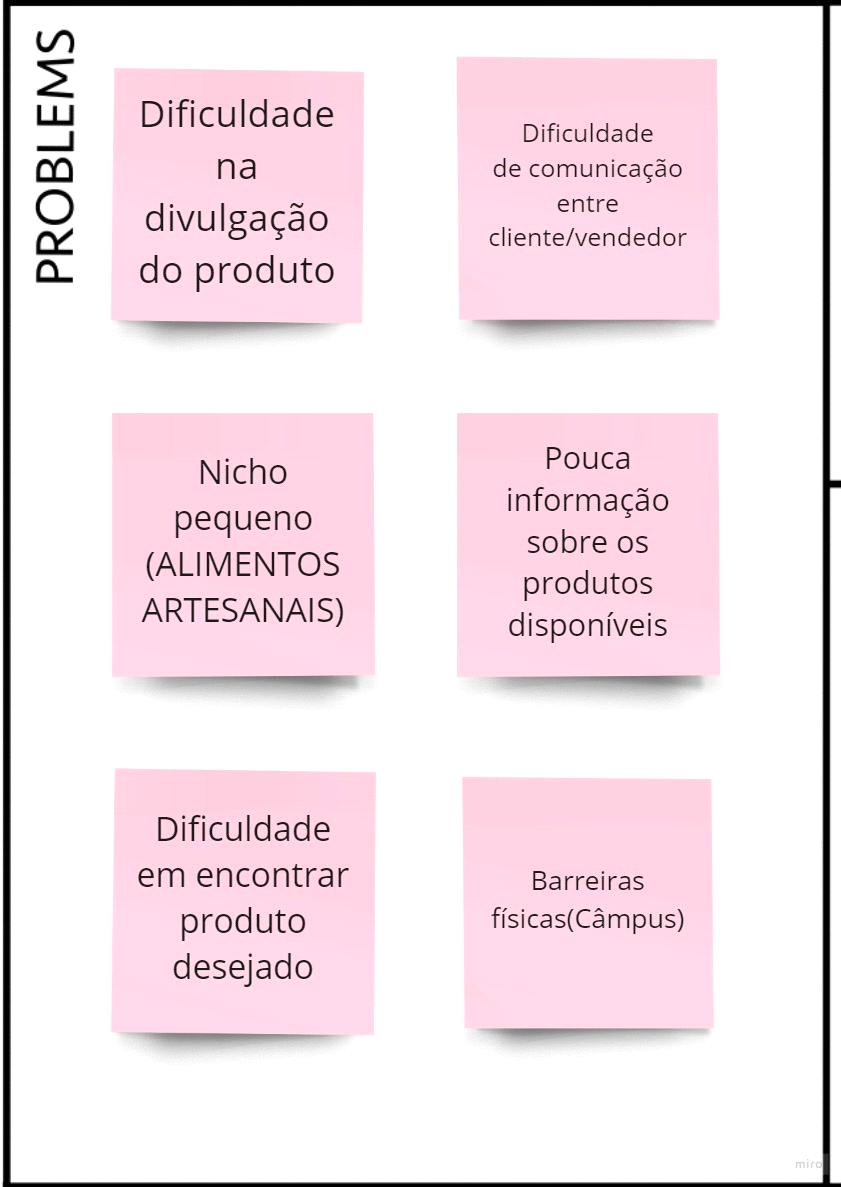 PROBLEMS
Dificuldade
na
divulgação
do produto
Dificuldade
de comunicação
entre
cliente/vendedor
Nicho
pequeno
(ALIMENTOS
ARTESANAIS)
Pouca
informação
sobre os
produtos
disponíveis
Dificuldade
em encontrar
produto
desejado
Barreiras
físicas(Câmpus)
miro